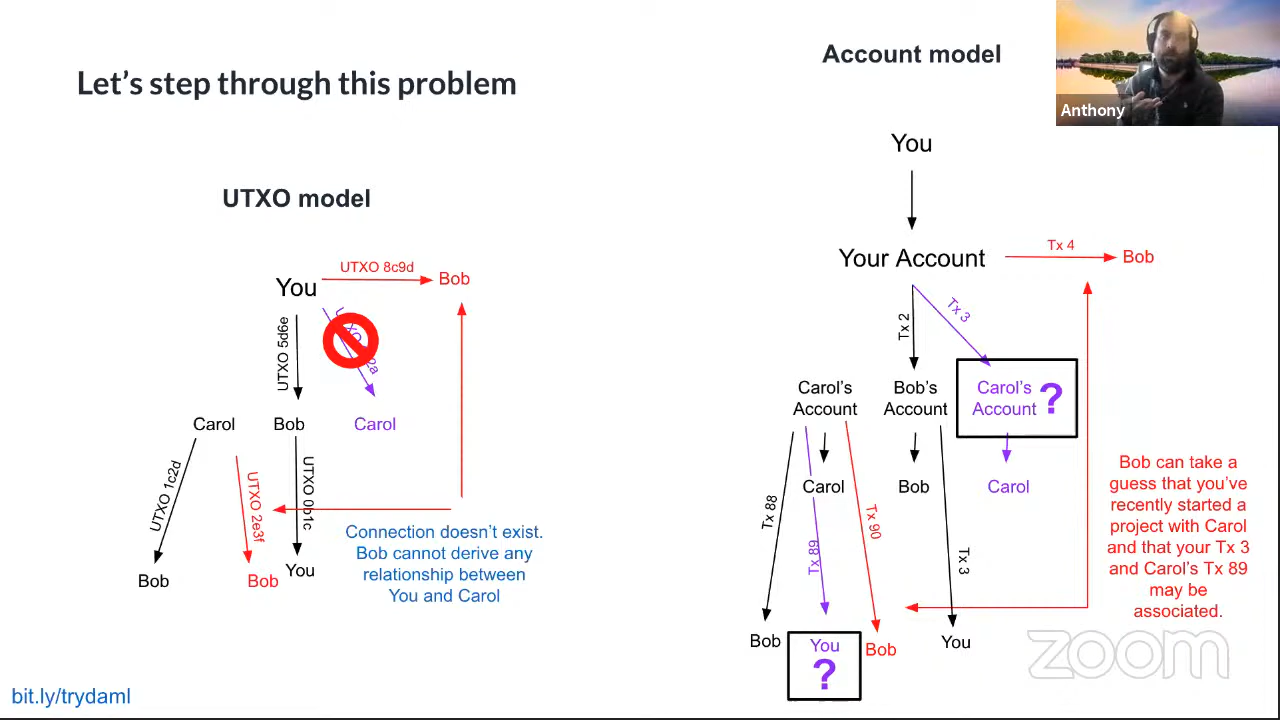 Let's step through this problem
UTXO model
You
UTXO 8c9d
Bob
UTXO 5d6e
Carol
Bob
Carol
UTXO 1c2d
UTXO 2e3f
UTXO 0b1c
Bob
Bob
You
Connection doesn't exist.
Bob cannot derive any
relationship between
You and Carol
bit.ly/trydaml
Account model
You
Your Account
Tx 4
Bob
Tx 2
Tx 3
Carol's
Account
Bob's
Account
Carol's
Account
?
Carol
Bob
Carol
Tx 88
Tx 89
Tx 90
Tx 3
Bob
You
?
Bob
You
Bob can take a
guess that you've
recently started a
project with Carol
and that your Tx 3
and Carol's Tx 89
may be
associated.
Anthony
zoom